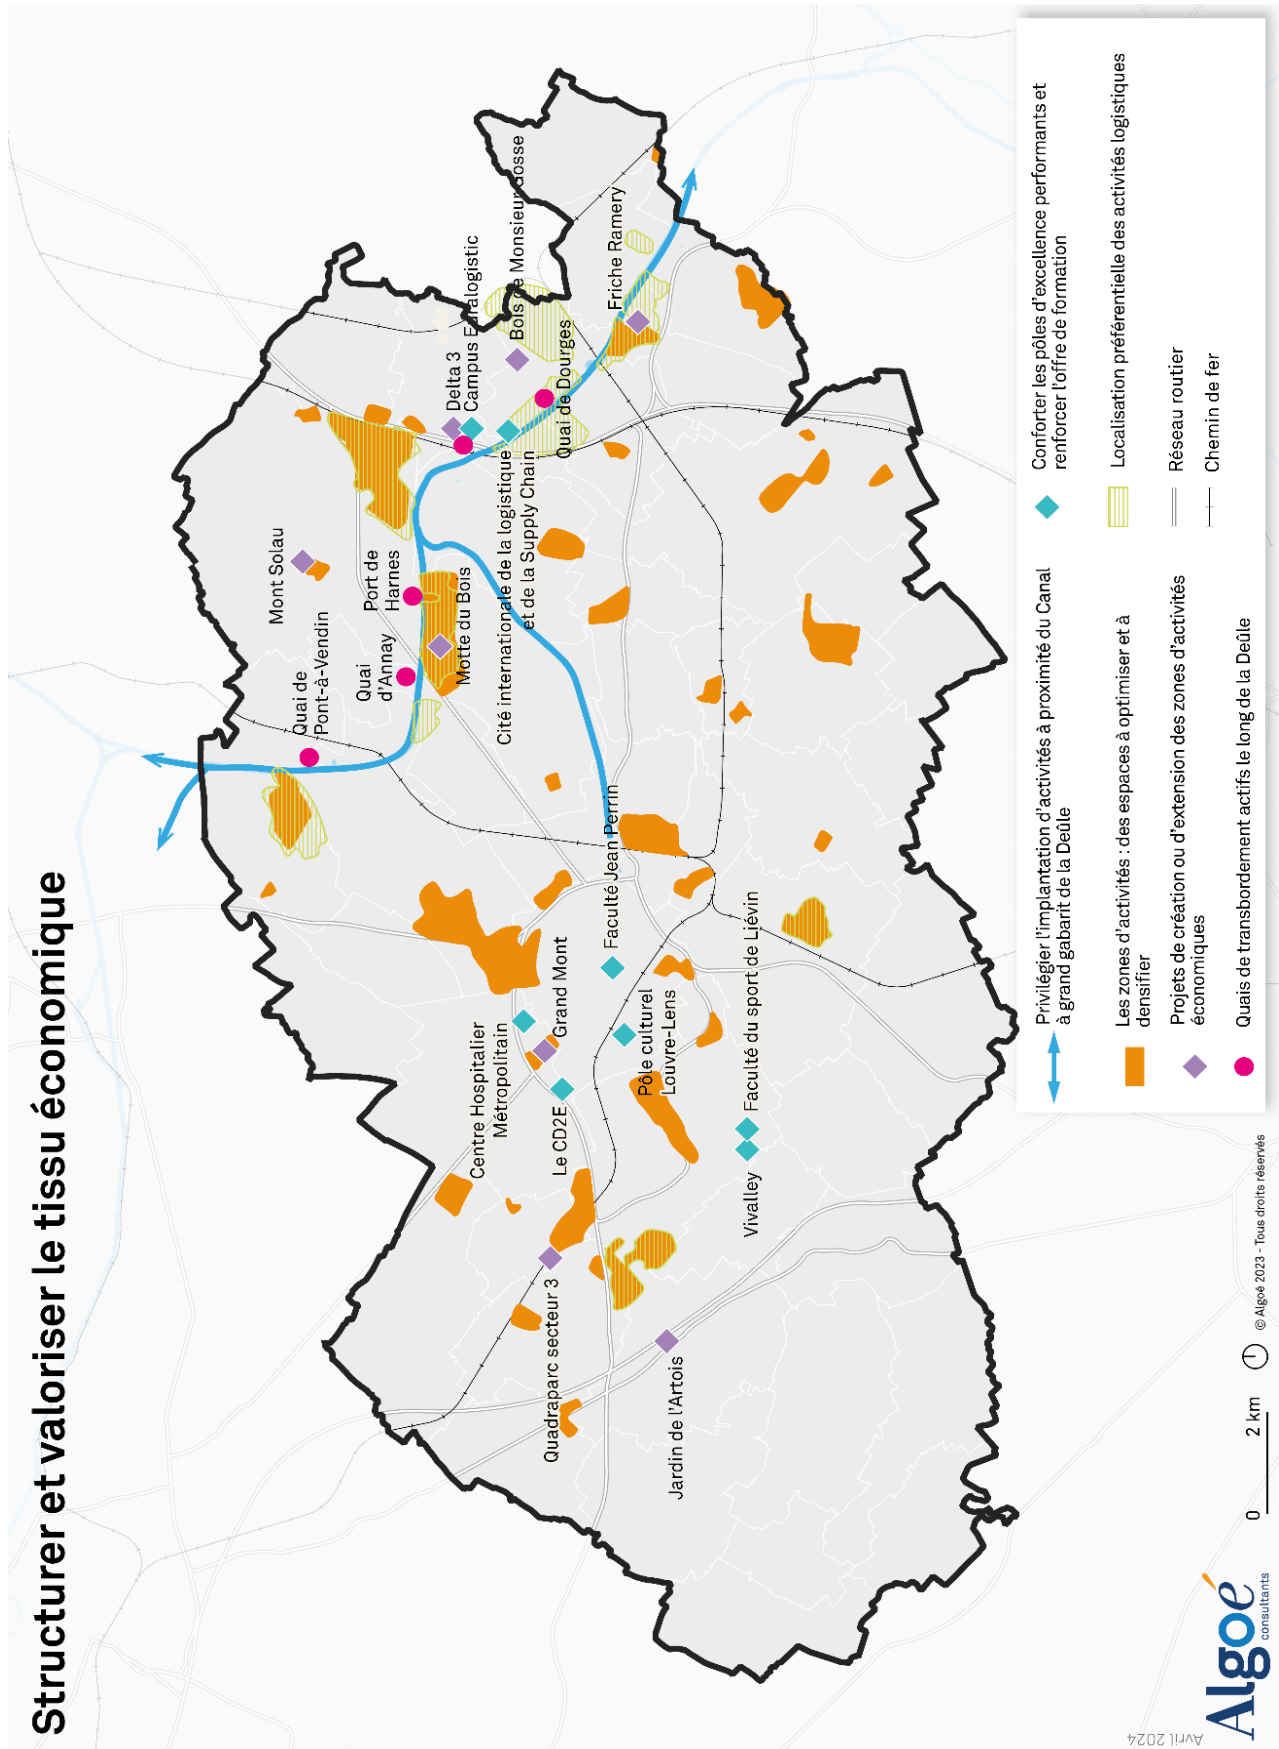 Structurer et valoriser le tissu économique
Mont Solau
Quai de
Pont-à-Vendin
Port de
Harnes
Quai
d'Annay
Motte du Bois
Delta 3
Campus Euralogistic
Bois de Monsieur Gosse
Quai de Dourges
Friche Ramery
Cité internationale de la logistique
et de la Supply Chain
Centre Hospitalier
Métropolitain
Grand Mont
Le CD2E
Faculté Jean Perrin
Pôle culturel
Louvre-Lens
Faculté du sport de Liévin
Vivalley
Quadraparc secteur 3
Jardin de l'Artois
Privilégier l'implantation d'activités à proximité du Canal
à grand gabarit de la Deûle
Les zones d'activités : des espaces à optimiser et à
densifier
Projets de création ou d'extension des zones d'activités
économiques
Quais de transbordement actifs le long de la Deûle
Conforter les pôles d'excellence performants et
renforcer l'offre de formation
Localisation préférentielle des activités logistiques
Réseau routier
Chemin de fer
Avril 2024
Algoé
consultants
0 2 km
© Algoé 2023 - Tous droits réservés